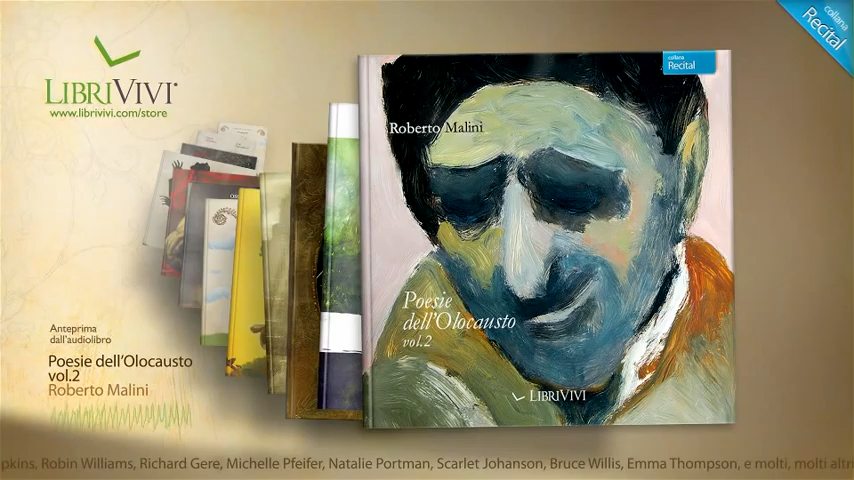 LIBRIVIVI®
www.librivivi.com/store
collana
Recital
collana
Recital
Roberto Malini
Poesie
dell'Olocausto
vol.2
LIBRIVIVI
Anteprima
dall'audiolibro
Poesie dell'Olocausto
vol.2
Roberto Malini
pkins, Robin Williams, Richard Gere, Michelle Pfeifer, Natalie Portman, Scarlet Johanson, Bruce Willis, Emma Thompson, e molti, molti altri